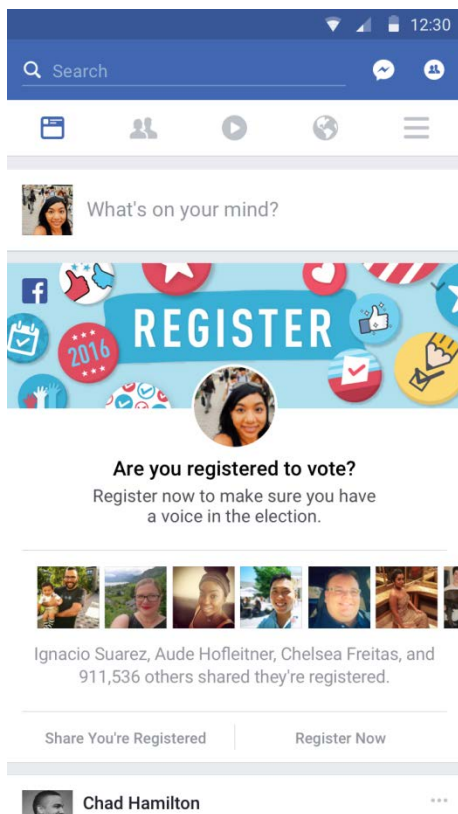 12:30
Search
What's on your mind?
f
REGISTER
2016
Are you registered to vote?
Register now to make sure you have
a voice in the election.
Ignacio Suarez, Aude Hofleitner, Chelsea Freitas, and
911,536 others shared they're registered.
Share You're Registered
Register Now
Chad Hamilton